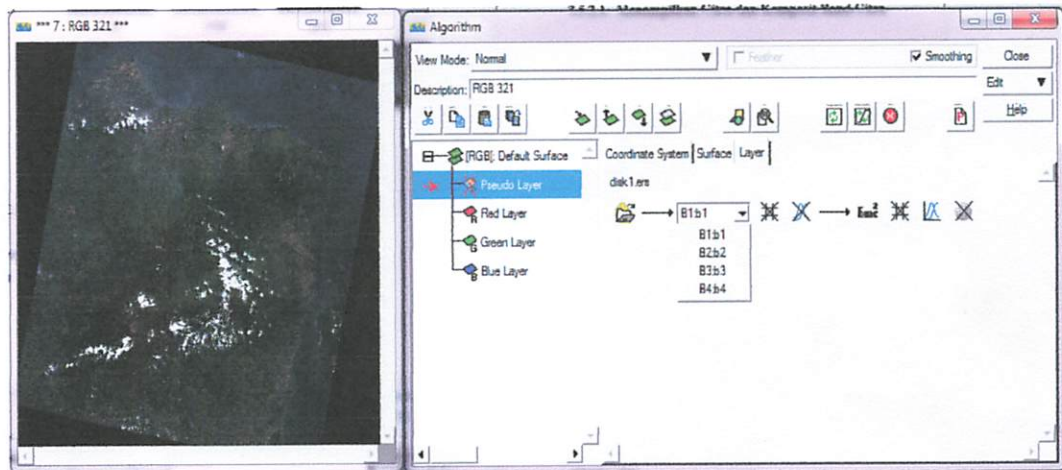 *** 7 : RGB 321 ***
Algorithm
View Mode: Normal
Feather
Smoothing
Close
Description: RGB 321
Edit
Help
[RGB]: Default Surface
Pseudo Layer
Red Layer
Green Layer
Blue Layer
Coordinate System Surface Layer
disk1.ers
B1:b1
Emc²
B1:b1
B2:b2
B3:b3
B4:b4